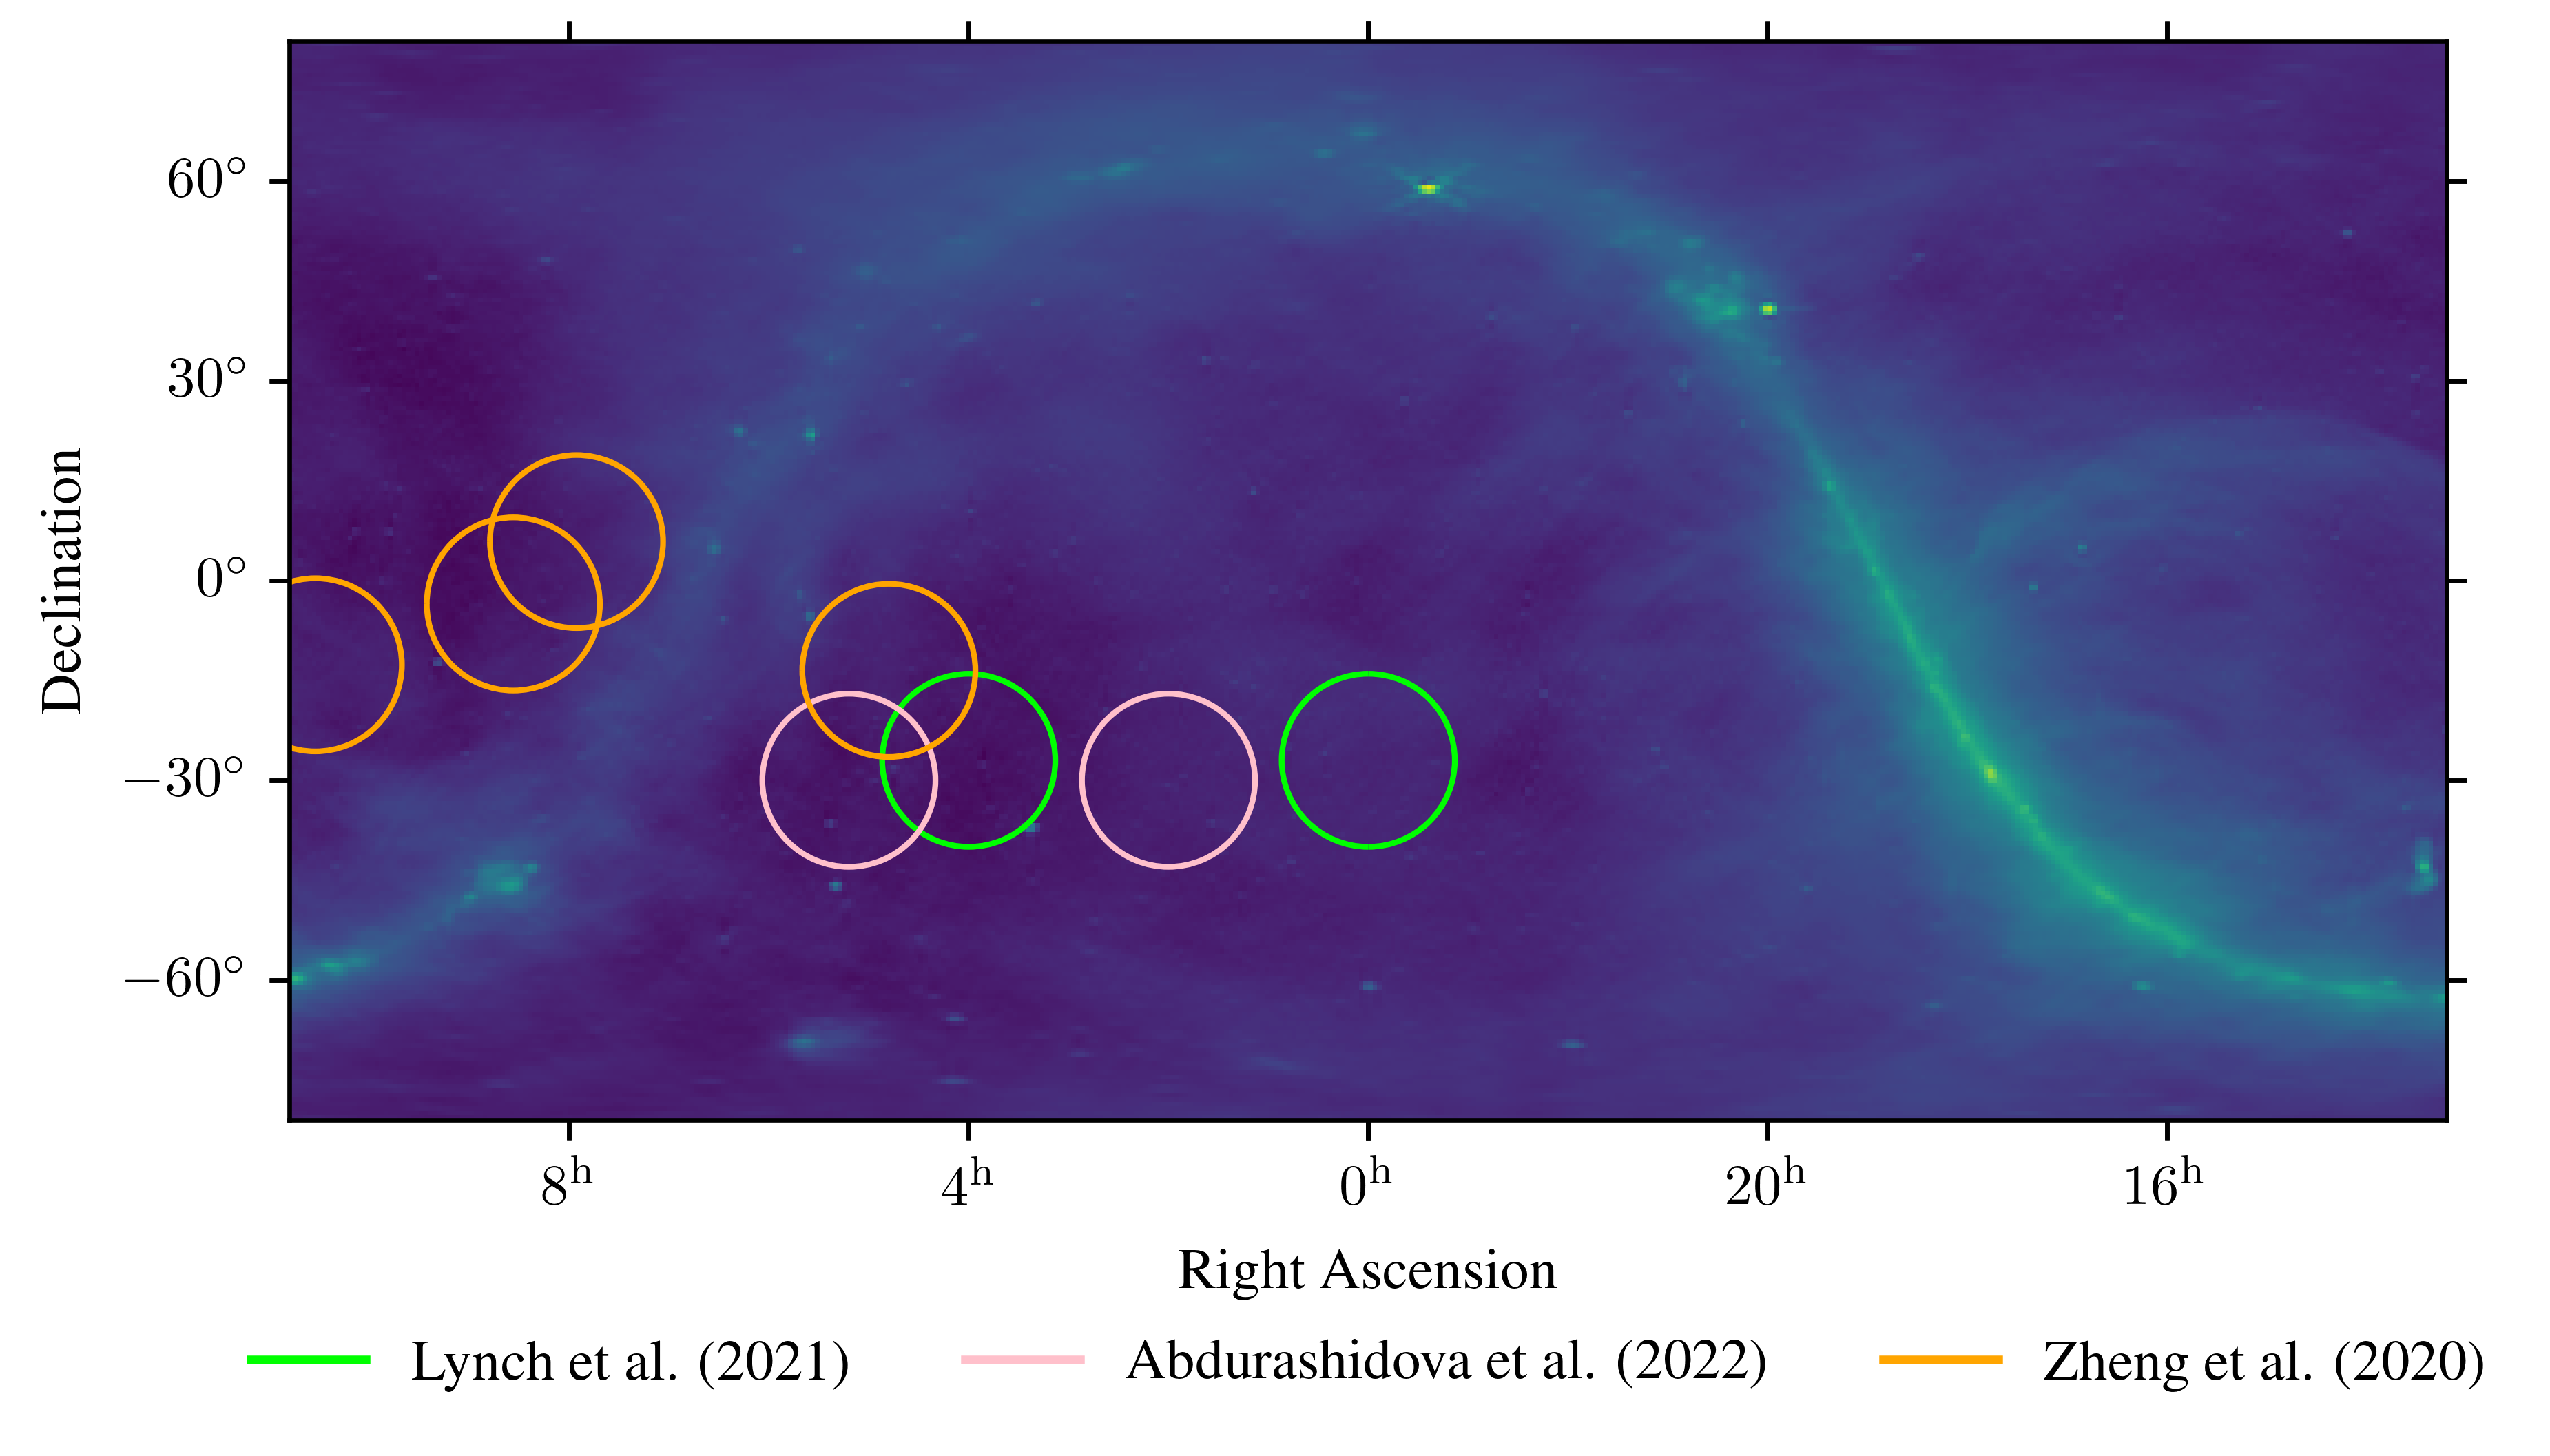 60°
30°
0°
−30°
−60°
Declination
8ʰ 4ʰ 0ʰ 20ʰ 16ʰ
Right Ascension
Lynch et al. (2021) Abdurashidova et al. (2022) Zheng et al. (2020)